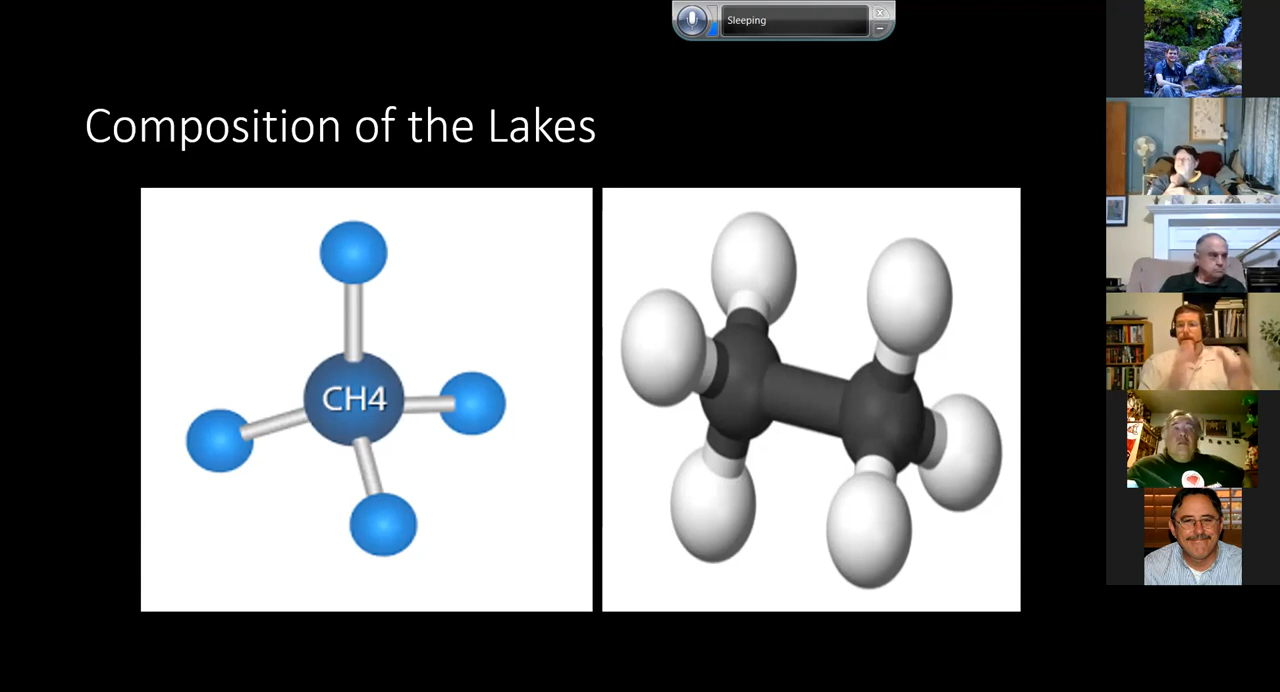 Sleeping
Composition of the Lakes
CH4